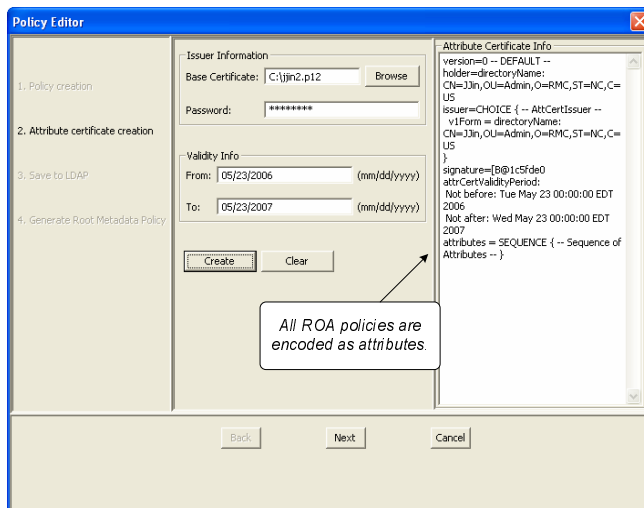 Policy Editor
1. Policy creation
2. Attribute certificate creation
3. Save to LDAP
4. Generate Root Metadata Policy
Issuer Information
Base Certificate: C:\jjin2.p12 Browse
Password: ********
Validity Info
From: 05/23/2006 (mm/dd/yyyy)
To: 05/23/2007 (mm/dd/yyyy)
Create Clear
All ROA policies are
encoded as attributes.
Attribute Certificate Info
version=0 -- DEFAULT --
holder=directoryName:
CN=JJin,OU=Admin,O=RMC,ST=NC,C=
US
issuer=CHOICE { -- AttCertIssuer --
v1Form = directoryName:
CN=JJin,OU=Admin,O=RMC,ST=NC,C=
US
}
signature=[B@1c5fde0
attrCertValidityPeriod:
Not before: Tue May 23 00:00:00 EDT
2006
Not after: Wed May 23 00:00:00 EDT
2007
attributes = SEQUENCE { -- Sequence of
Attributes -- }
Back Next Cancel